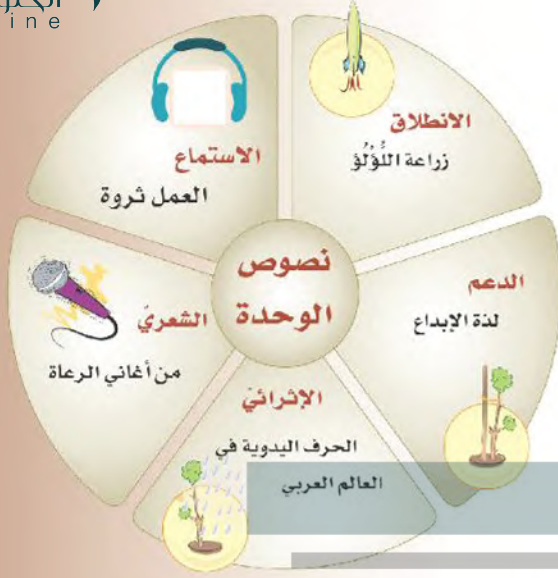 ine
نصوص
الوحدة
الانطلاق
زراعة اللُّؤْلُؤ
الدعم
لذة الإبداع
الإثرائيّ
الحرف اليدوية في
العالم العربي
الشعريّ
من أغاني الرعاة
الاستماع
العمل ثروة